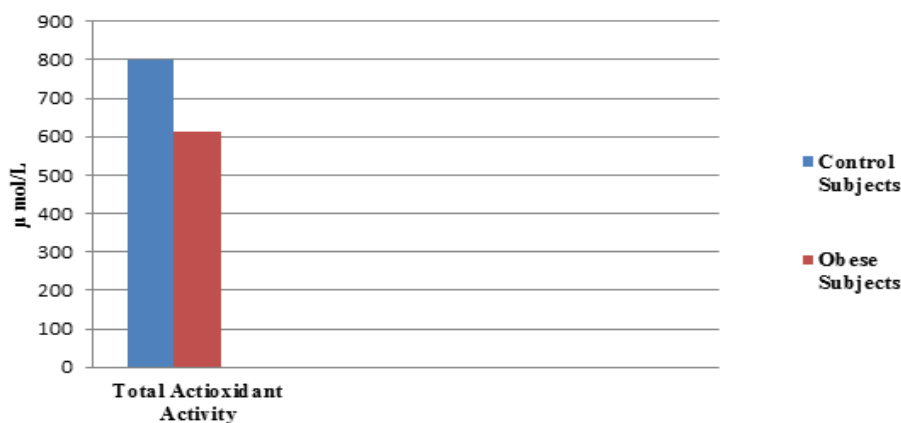 900
800
700
600
500
400
300
200
100
0
µ mol/L
Total Actioxidant
Activity
Control
Subjects
Obese
Subjects